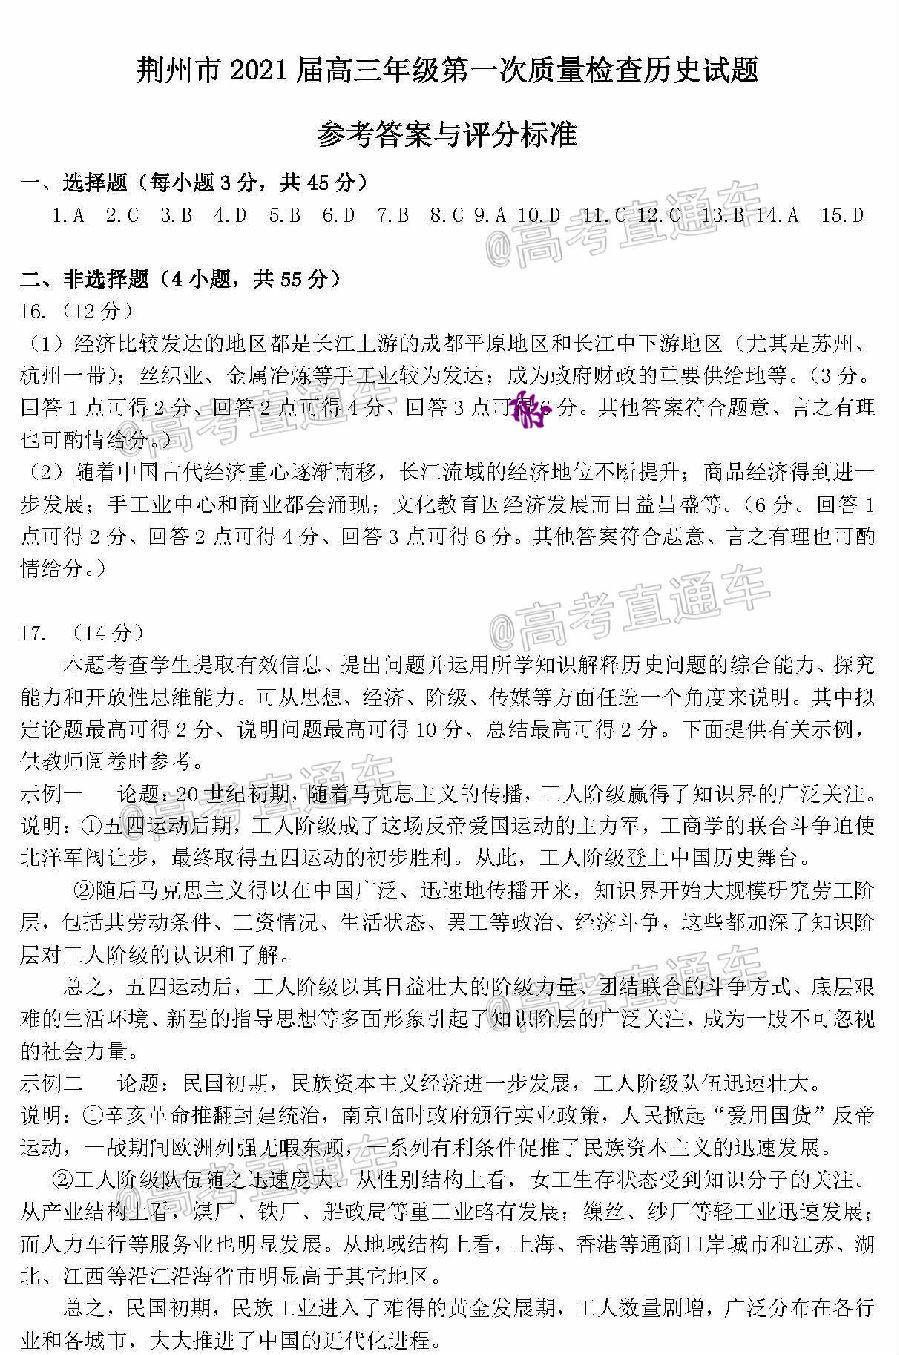 荆州市 2021 届高三年级第一次质量检查历史试题
参考答案与评分标准
一、选择题（每小题 3 分，共 45 分）
1.A 2.C 3.B 4.D 5.B 6.D 7.B 8.C 9.A 10.D 11.C 12.C 13.B 14.A 15.D
@高考直通车
二、非选择题（4 小题，共 55 分）
16.（12 分）
（1）经济比较发达的地区都是长江上游的成都平原地区和长江中下游地区（尤其是苏州、
杭州一带）；丝织业、金属冶炼等手工业较为发达；成为政府财政的重要供给地等。（3 分。
回答 1 点可得 2 分、回答 2 点可得 4 分、回答 3 点可 分。其他答案符合题意、言之有理
也可酌情给分。）
@高考直通车
（2）随着中国古代经济重心逐渐南移，长江流域的经济地位不断提升；商品经济得到进一
步发展；手工业中心和商业都会涌现；文化教育因经济发展而日益昌盛等。（6 分。回答 1
点可得 2 分、回答 2 点可得 4 分、回答 3 点可得 6 分。其他答案符合题意、言之有理也可酌
情给分。）
@高考直通车
17. （14 分）
本题考查学生提取有效信息、提出问题并运用所学知识解释历史问题的综合能力、探究
能力和开放性思维能力。可从思想、经济、阶级、传媒等方面任选一个角度来说明。其中拟
定论题最高可得 2 分、说明问题最高可得 10 分、总结最高可得 2 分。下面提供有关示例，
供教师阅卷时参考。
@高考直通车
示例一 论题：20 世纪初期，随着马克思主义的传播，工人阶级赢得了知识界的广泛关注。
说明：①五四运动后期，工人阶级成了这场反帝爱国运动的主力军，工商学的联合斗争迫使
北洋军阀让步，最终取得五四运动的初步胜利。从此，工人阶级登上中国历史舞台。
②随后马克思主义得以在中国广泛、迅速地传播开来，知识界开始大规模研究劳工阶
层，包括其劳动条件、工资情况、生活状态、罢工等政治、经济斗争，这些都加深了知识阶
层对工人阶级的认识和了解。
@高考直通车
总之，五四运动后，工人阶级以其日益壮大的阶级力量、团结联合的斗争方式、底层艰
难的生活环境、新型的指导思想等多面形象引起了知识阶层的广泛关注，成为一股不可忽视
的社会力量。
示例二 论题：民国初期，民族资本主义经济进一步发展，工人阶级队伍迅速壮大。
说明：①辛亥革命推翻封建统治，南京临时政府颁行实业政策，人民掀起“爱用国货”反帝
运动，一战期间欧洲列强无暇东顾，一系列有利条件促推了民族资本主义的迅速发展。
@高考直通车
②工人阶级队伍随之迅速庞大。从性别结构上看，女工生存状态受到知识分子的关注。
从产业结构上看，煤厂、铁厂、船政局等重工业略有发展；缫丝、纱厂等轻工业迅速发展；
而人力车行等服务业也明显发展。从地域结构上看，上海、香港等通商口岸城市和江苏、湖
北、江西等沿江沿海省市明显高于其它地区。
总之，民国初期，民族工业进入了难得的黄金发展期，工人数量剧增，广泛分布在各行
业和各城市，大大推进了中国的近代化进程。